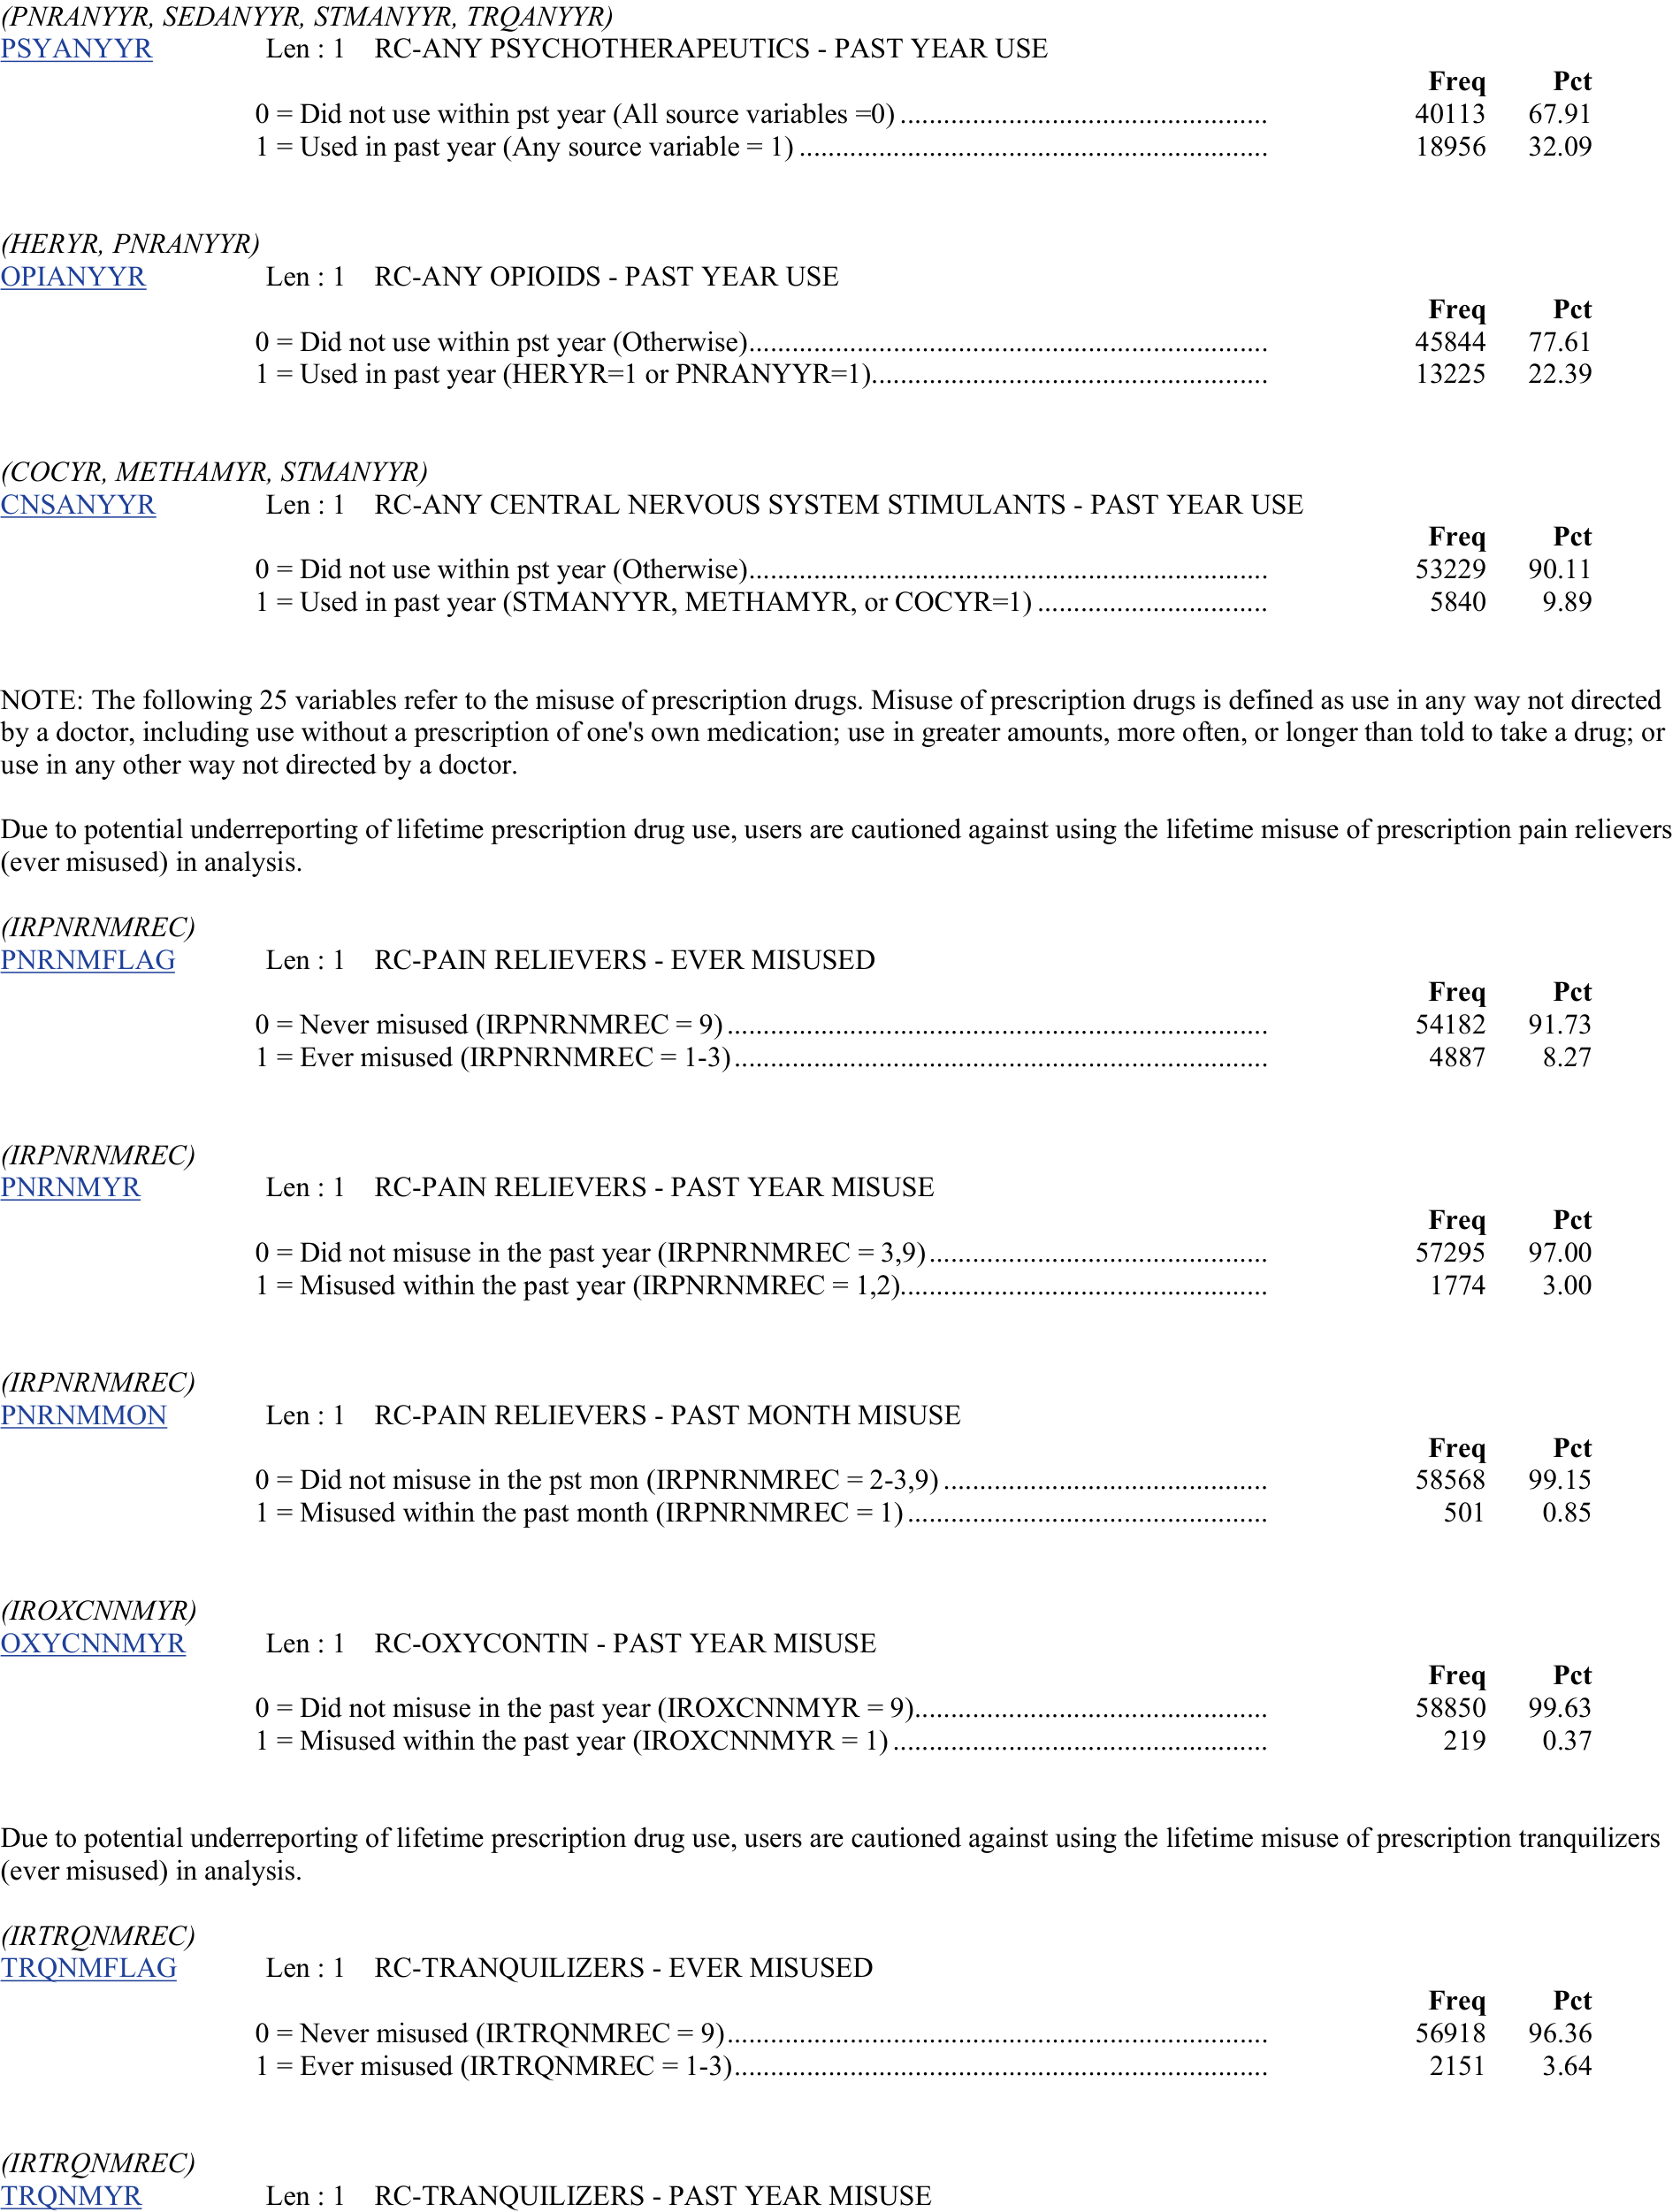 (PNRANYYR, SEDANYYR, STMANYYR, TRQANYYR)
PSYANYYR Len : 1 RC-ANY PSYCHOTHERAPEUTICS - PAST YEAR USE
Freq Pct
0 = Did not use within pst year (All source variables =0) ................................................... 40113 67.91
1 = Used in past year (Any source variable = 1) ................................................................. 18956 32.09
(HERYR, PNRANYYR)
OPIANYYR Len : 1 RC-ANY OPIOIDS - PAST YEAR USE
Freq Pct
0 = Did not use within pst year (Otherwise)........................................................................ 45844 77.61
1 = Used in past year (HERYR=1 or PNRANYYR=1)....................................................... 13225 22.39
(COCYR, METHAMYR, STMANYYR)
CNSANYYR Len : 1 RC-ANY CENTRAL NERVOUS SYSTEM STIMULANTS - PAST YEAR USE
Freq Pct
0 = Did not use within pst year (Otherwise)........................................................................ 53229 90.11
1 = Used in past year (STMANYYR, METHAMYR, or COCYR=1) ................................ 5840 9.89
NOTE: The following 25 variables refer to the misuse of prescription drugs. Misuse of prescription drugs is defined as use in any way not directed
by a doctor, including use without a prescription of one's own medication; use in greater amounts, more often, or longer than told to take a drug; or
use in any other way not directed by a doctor.
Due to potential underreporting of lifetime prescription drug use, users are cautioned against using the lifetime misuse of prescription pain relievers
(ever misused) in analysis.
(IRPNRNMREC)
PNRNMFLAG Len : 1 RC-PAIN RELIEVERS - EVER MISUSED
Freq Pct
0 = Never misused (IRPNRNMREC = 9) ........................................................................... 54182 91.73
1 = Ever misused (IRPNRNMREC = 1-3) .......................................................................... 4887 8.27
(IRPNRNMREC)
PNRNMYR Len : 1 RC-PAIN RELIEVERS - PAST YEAR MISUSE
Freq Pct
0 = Did not misuse in the past year (IRPNRNMREC = 3,9) ............................................... 57295 97.00
1 = Misused within the past year (IRPNRNMREC = 1,2)................................................... 1774 3.00
(IRPNRNMREC)
PNRNMMON Len : 1 RC-PAIN RELIEVERS - PAST MONTH MISUSE
Freq Pct
0 = Did not misuse in the pst mon (IRPNRNMREC = 2-3,9) ............................................. 58568 99.15
1 = Misused within the past month (IRPNRNMREC = 1) .................................................. 501 0.85
(IROXCNNMYR)
OXYCNNMYR Len : 1 RC-OXYCONTIN - PAST YEAR MISUSE
Freq Pct
0 = Did not misuse in the past year (IROXCNNMYR = 9)................................................. 58850 99.63
1 = Misused within the past year (IROXCNNMYR = 1) .................................................... 219 0.37
Due to potential underreporting of lifetime prescription drug use, users are cautioned against using the lifetime misuse of prescription tranquilizers
(ever misused) in analysis.
(IRTRQNMREC)
TRQNMFLAG Len : 1 RC-TRANQUILIZERS - EVER MISUSED
Freq Pct
0 = Never misused (IRTRQNMREC = 9) ........................................................................... 56918 96.36
1 = Ever misused (IRTRQNMREC = 1-3).......................................................................... 2151 3.64
(IRTRQNMREC)
TRQNMYR Len : 1 RC-TRANQUILIZERS - PAST YEAR MISUSE